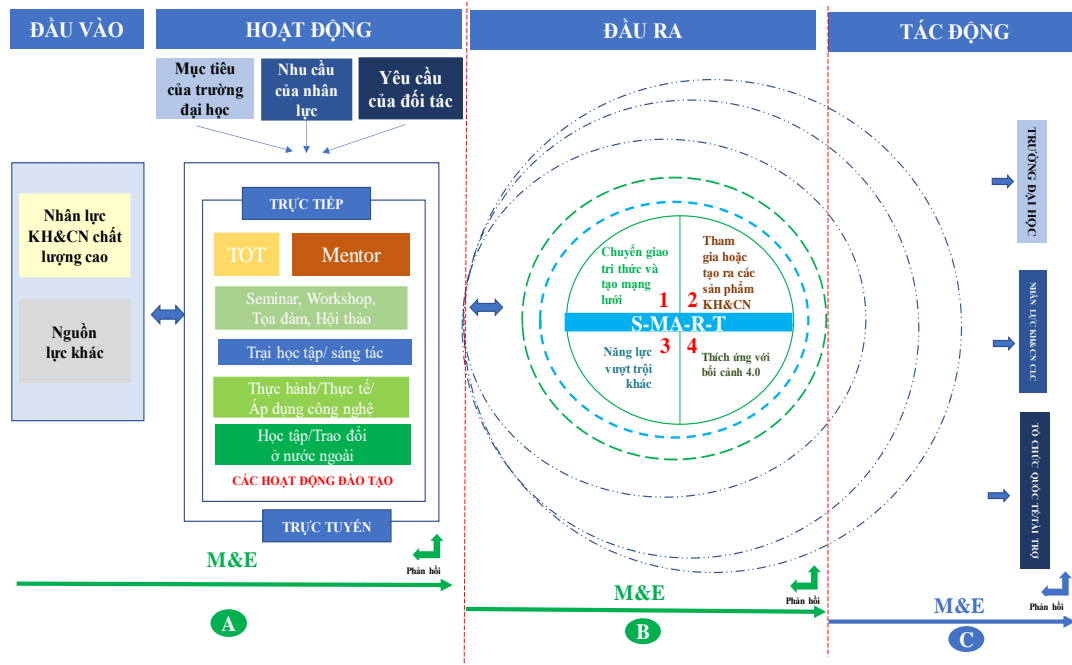 ĐẦU VÀO
HOẠT ĐỘNG
ĐẦU RA
TÁC ĐỘNG
Mục tiêu
của trường
đại học
Nhu cầu
của nhân
lực
Yêu cầu
của đối tác
Nhân lực
KH&CN chất
lượng cao
Nguồn
lực khác
TRỰC TIẾP
TOT
Mentor
Seminar, Workshop,
Tọa đàm, Hội thảo
Trại học tập/ sáng tác
Thực hành/Thực tế/
Áp dụng công nghệ
Học tập/Trao đổi
ở nước ngoài
CÁC HOẠT ĐỘNG ĐÀO TẠO
TRỰC TUYẾN
Chuyển giao
tri thức và
tạo mạng
lưới
1
Tham
gia hoặc
tạo ra các
sản phẩm
KH&CN
2
S-MA-R-T
3
Năng lực
vượt trội
khác
4
Thích ứng với
bối cảnh 4.0
TRƯỜNG ĐẠI HỌC
NHÂN LỰC KH&CN CLC
TỔ CHỨC QUỐC TẾ/TÀI TRỢ
M&E
Phản hồi
A
M&E
Phản hồi
B
M&E
Phản hồi
C